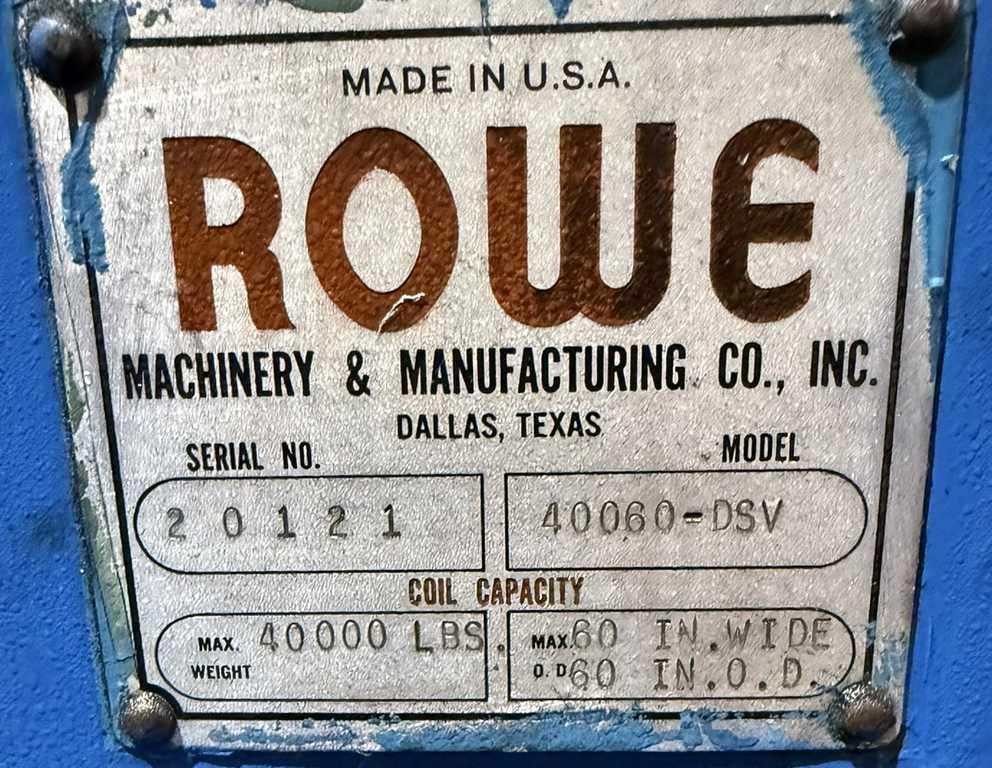 MADE IN U.S.A.
ROWE
MACHINERY & MANUFACTURING CO., INC.
DALLAS, TEXAS
SERIAL NO. MODEL
20121 40060-DSV
COIL CAPACITY
MAX. WEIGHT 40000 LBS.
MAX. 60 IN. WIDE
O.D. 60 IN.O.D.